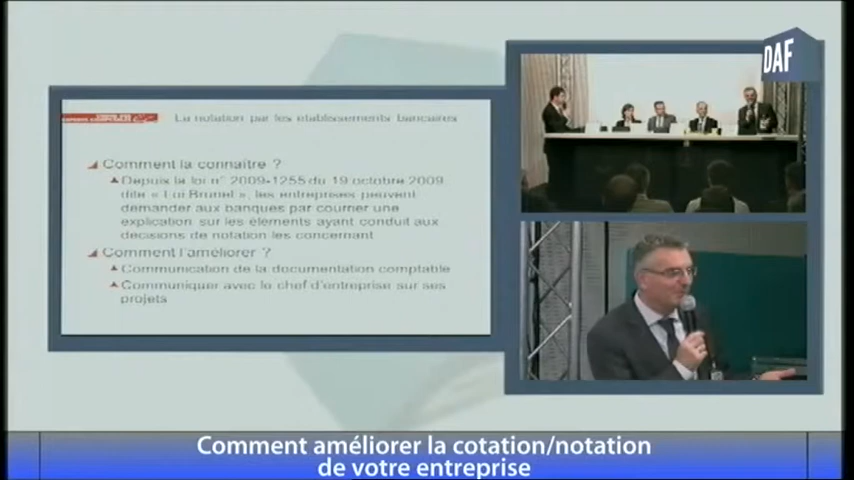 DAF
La notation par les établissements bancaires
Comment la connaître ?
Depuis la loi n° 2009-1255 du 19 octobre 2009
dite « Loi Brunel », les entreprises peuvent
demander aux banques par courrier une
explication sur les éléments ayant conduit aux
décisions de notation les concernant
Comment l'améliorer ?
Communication de la documentation comptable
Communiquer avec le chef d'entreprise sur ses
projets
Comment améliorer la cotation/notation
de votre entreprise